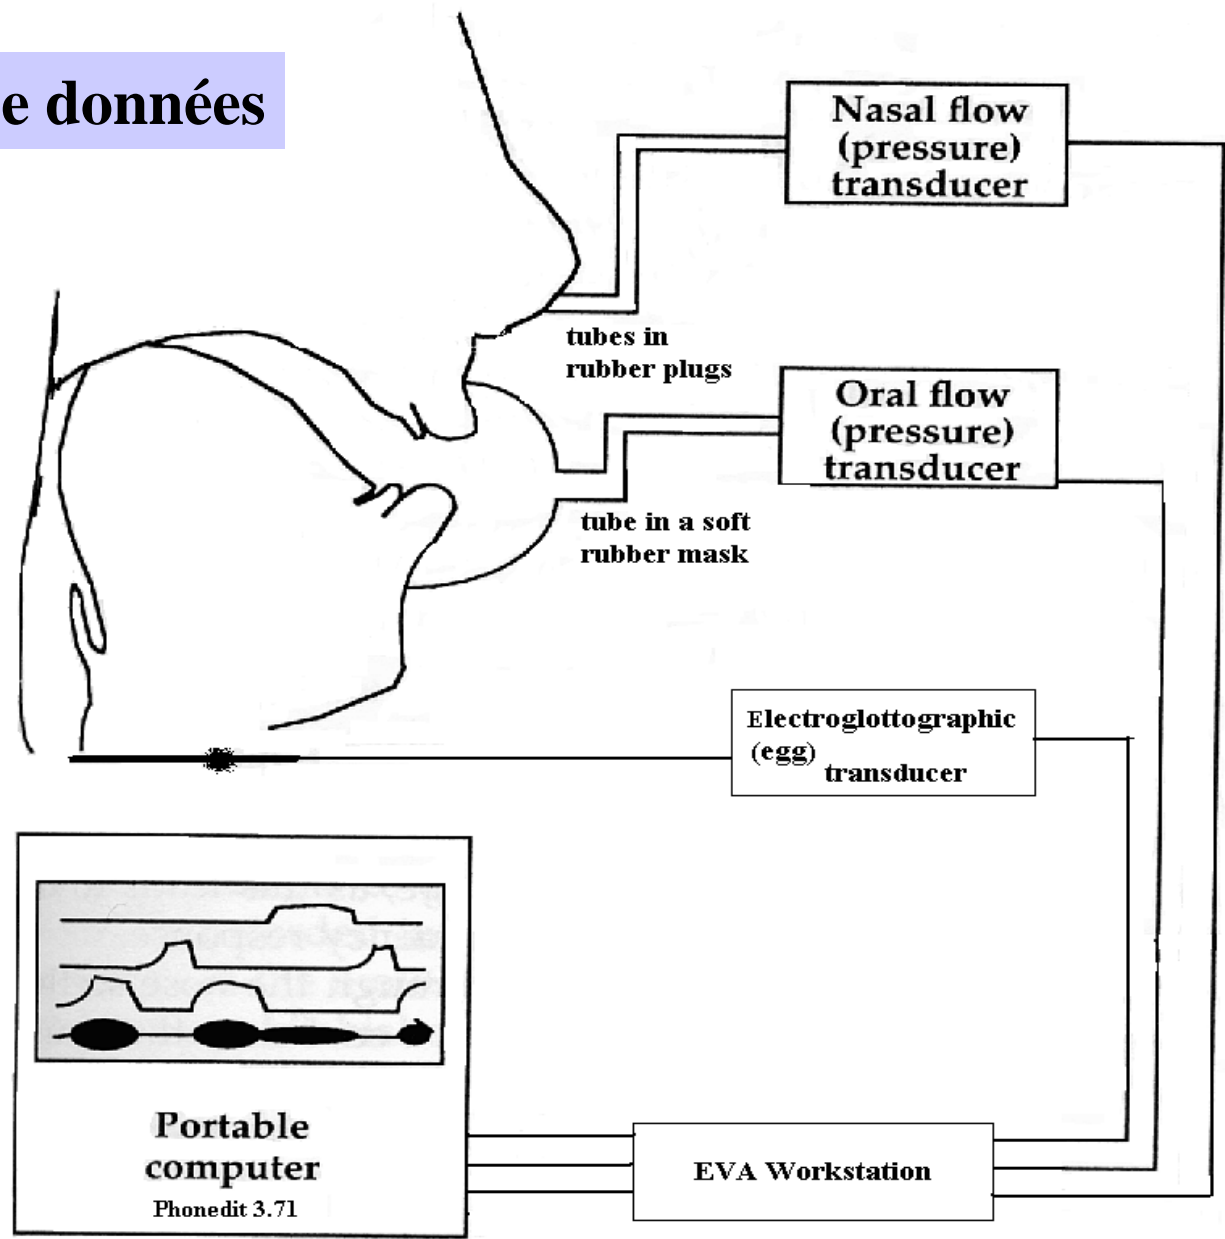 e données
Nasal flow
(pressure)
transducer
tubes in
rubber plugs
Oral flow
(pressure)
transducer
tube in a soft
rubber mask
Electroglottographic
(egg)
transducer
Portable
computer
Phonedit 3.71
EVA Workstation